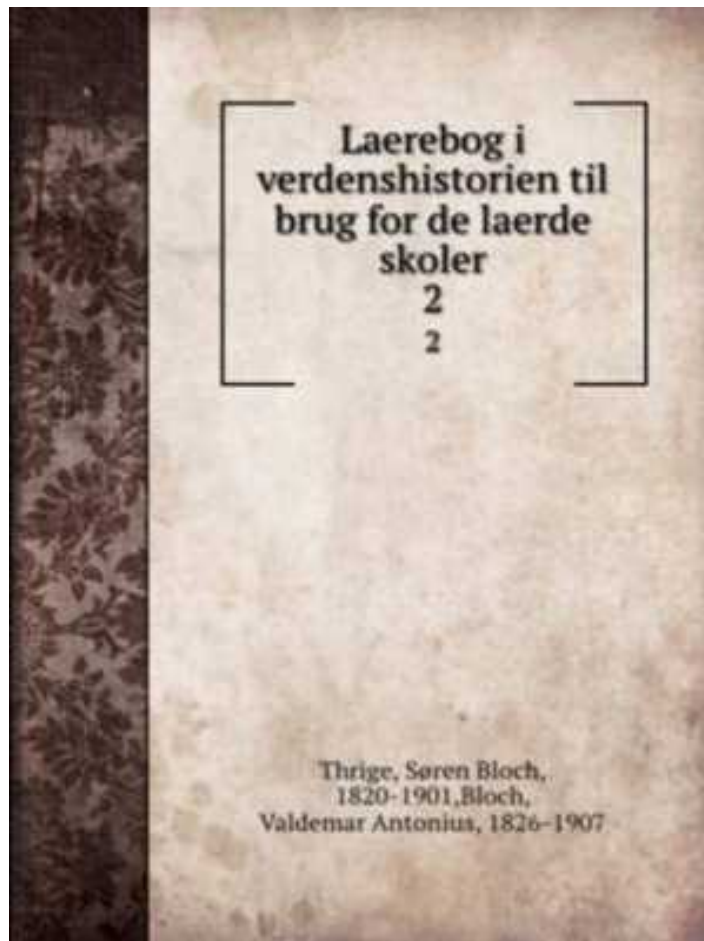 Laerebog i
verdenshistorien til
brug for de laerde
skoler
2
2
Thrige, Søren Bloch,
1820-1901,Bloch,
Valdemar Antonius, 1826-1907